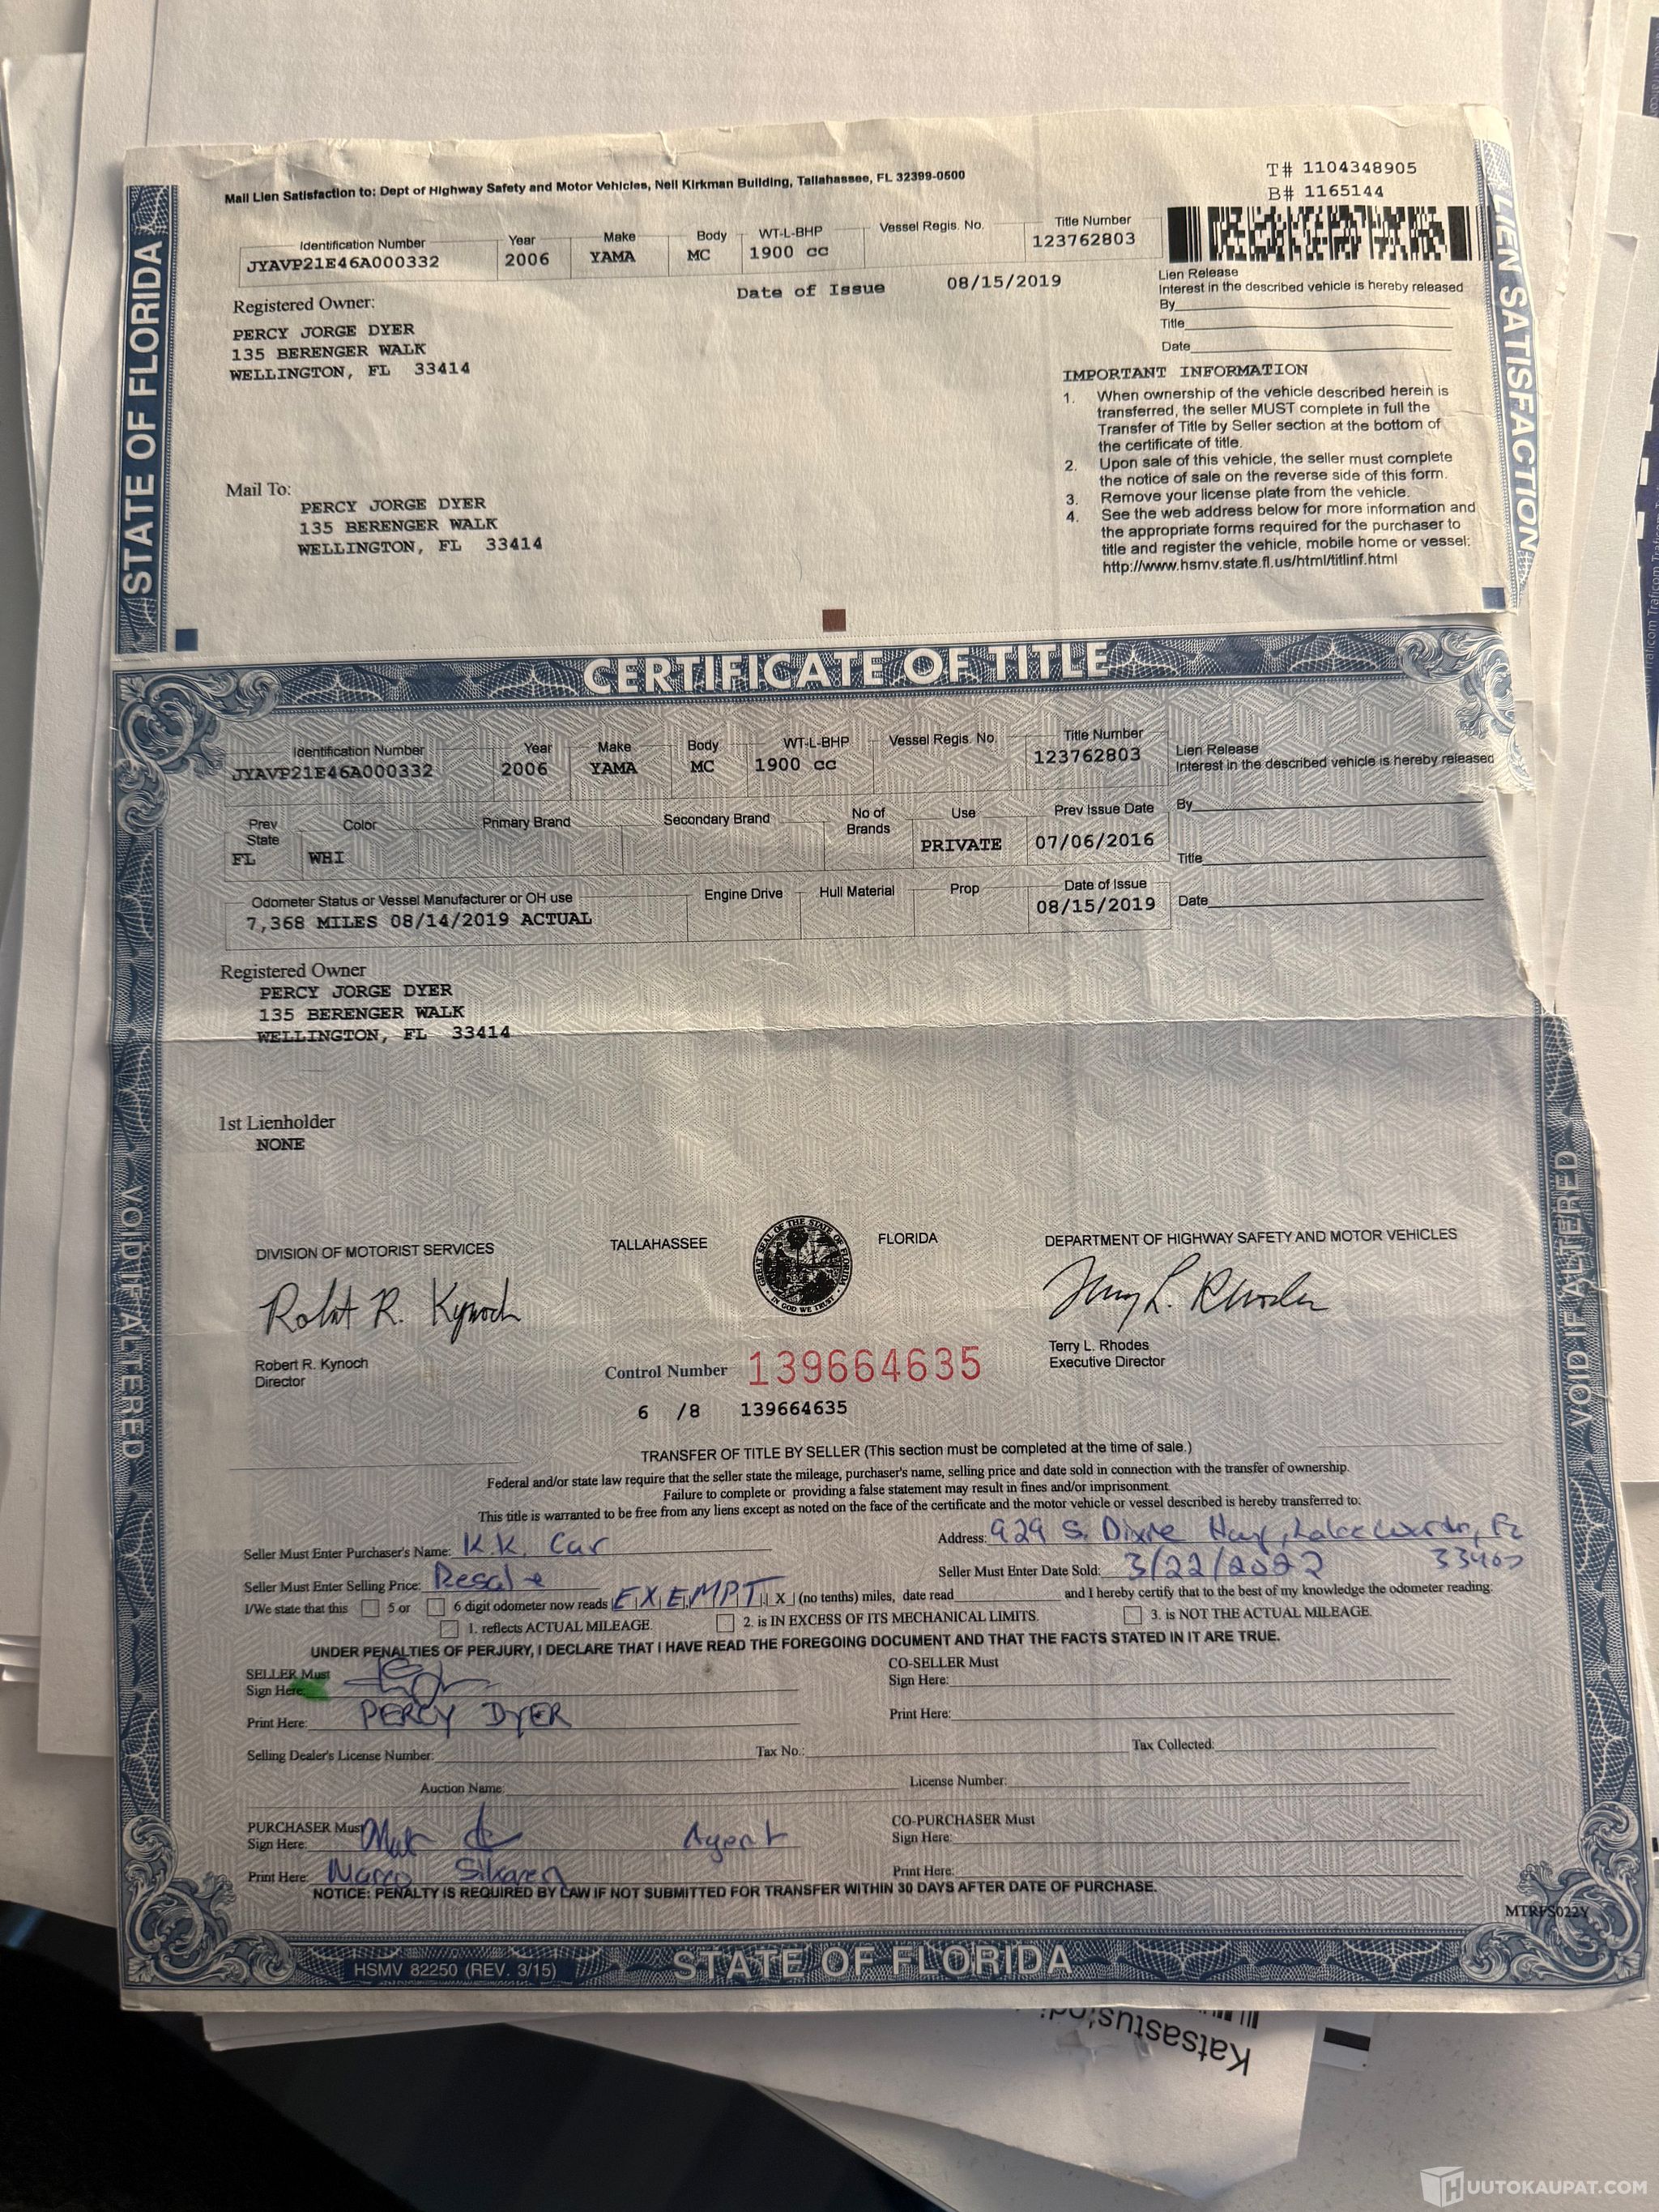 T# 1104348905
B# 1165144
Mail Lien Satisfaction to: Dept of Highway Safety and Motor Vehicles, Neil Kirkman Building, Tallahassee, FL 32399-0500
STATE OF FLORIDA
LIEN SATISFACTION
Identification Number Year Make Body WT-L-BHP Vessel Regis. No. Title Number
JYAVP21E46A000332 2006 YAMA MC 1900 cc 123762803
Date of Issue 08/15/2019
Registered Owner:
PERCY JORGE DYER
135 BERENGER WALK
WELLINGTON, FL 33414
Lien Release
Interest in the described vehicle is hereby released
By
Title
Date
IMPORTANT INFORMATION
1. When ownership of the vehicle described herein is
transferred, the seller MUST complete in full the
Transfer of Title by Seller section at the bottom of
the certificate of title.
2. Upon sale of this vehicle, the seller must complete
the notice of sale on the reverse side of this form.
3. Remove your license plate from the vehicle.
4. See the web address below for more information and
the appropriate forms required for the purchaser to
title and register the vehicle, mobile home or vessel:
http://www.hsmv.state.fl.us/html/titlinf.html
Mail To:
PERCY JORGE DYER
135 BERENGER WALK
WELLINGTON, FL 33414
CERTIFICATE OF TITLE
Identification Number Year Make Body WT-L-BHP Vessel Regis. No. Title Number
JYAVP21E46A000332 2006 YAMA MC 1900 cc 123762803
Lien Release
Interest in the described vehicle is hereby released
By
Title
Date
Prev State Color Primary Brand Secondary Brand No of Brands Use Prev Issue Date
FL WHI PRIVATE 07/06/2016
Odometer Status or Vessel Manufacturer or OH use Engine Drive Hull Material Prop Date of Issue
7,368 MILES 08/14/2019 ACTUAL 08/15/2019
Registered Owner
PERCY JORGE DYER
135 BERENGER WALK
WELLINGTON, FL 33414
1st Lienholder
NONE
VOID IF ALTERED
VOID IF ALTERED
DIVISION OF MOTORIST SERVICES TALLAHASSEE FLORIDA DEPARTMENT OF HIGHWAY SAFETY AND MOTOR VEHICLES
GREAT SEAL OF THE STATE OF FLORIDA
IN GOD WE TRUST
Robert R. Kynoch
Terry L. Rhodes
Robert R. Kynoch
Director
Terry L. Rhodes
Executive Director
Control Number 139664635
6 /8 139664635
TRANSFER OF TITLE BY SELLER (This section must be completed at the time of sale.)
Federal and/or state law require that the seller state the mileage, purchaser's name, selling price and date sold in connection with the transfer of ownership.
Failure to complete or providing a false statement may result in fines and/or imprisonment
This title is warranted to be free from any liens except as noted on the face of the certificate and the motor vehicle or vessel described is hereby transferred to:
Seller Must Enter Purchaser's Name: K.K. Car Address: 929 S. Dixie Hwy, Lake Worth, FL
Seller Must Enter Selling Price: Resale Seller Must Enter Date Sold: 3/22/2022
I/We state that this 5 or 6 digit odometer now reads EXEMPT X (no tenths) miles, date read and I hereby certify that to the best of my knowledge the odometer reading:
1. reflects ACTUAL MILEAGE. 2. is IN EXCESS OF ITS MECHANICAL LIMITS. 3. is NOT THE ACTUAL MILEAGE.
UNDER PENALTIES OF PERJURY, I DECLARE THAT I HAVE READ THE FOREGOING DOCUMENT AND THAT THE FACTS STATED IN IT ARE TRUE.
SELLER Must
Sign Here:
CO-SELLER Must
Sign Here:
Print Here: PERCY DYER
Print Here:
Selling Dealer's License Number: Tax No.: Tax Collected:
Auction Name: License Number:
PURCHASER Must
Sign Here: Agent
CO-PURCHASER Must
Sign Here:
Print Here: Marco
Print Here:
NOTICE: PENALTY IS REQUIRED BY LAW IF NOT SUBMITTED FOR TRANSFER WITHIN 30 DAYS AFTER DATE OF PURCHASE.
MTRFS022Y
HSMV 82250 (REV. 3/15)
STATE OF FLORIDA
HUUTOKAUPAT.COM